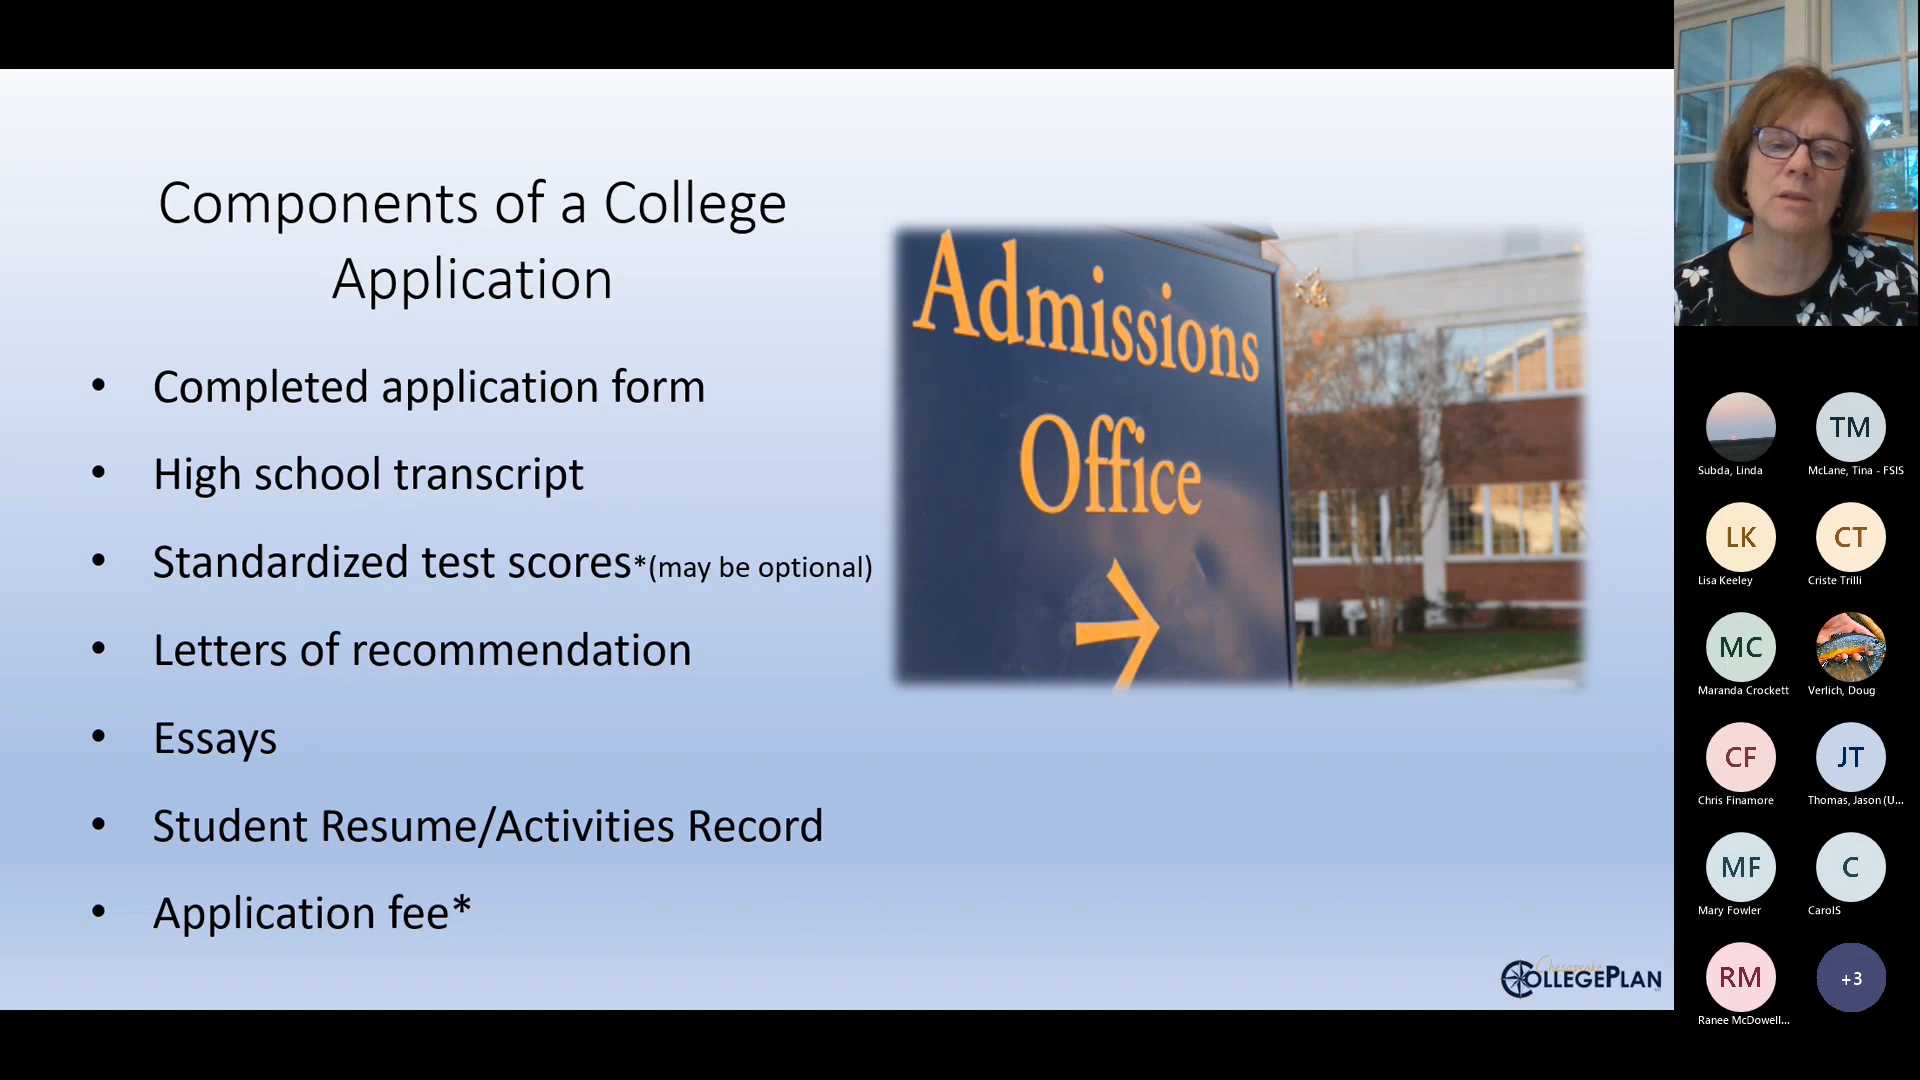 Components of a College
Application
• Completed application form
• High school transcript
• Standardized test scores*(may be optional)
• Letters of recommendation
• Essays
• Student Resume/Activities Record
• Application fee*
Admissions
Office
Chesapeake
COLLEGEPLAN
Subda, Linda
TM
McLane, Tina - FSIS
LK
Lisa Keeley
CT
Criste Trilli
MC
Maranda Crockett
Verlich, Doug
CF
Chris Finamore
JT
Thomas, Jason (U...
MF
Mary Fowler
C
CarolS
RM
Ranee McDowell...
+3